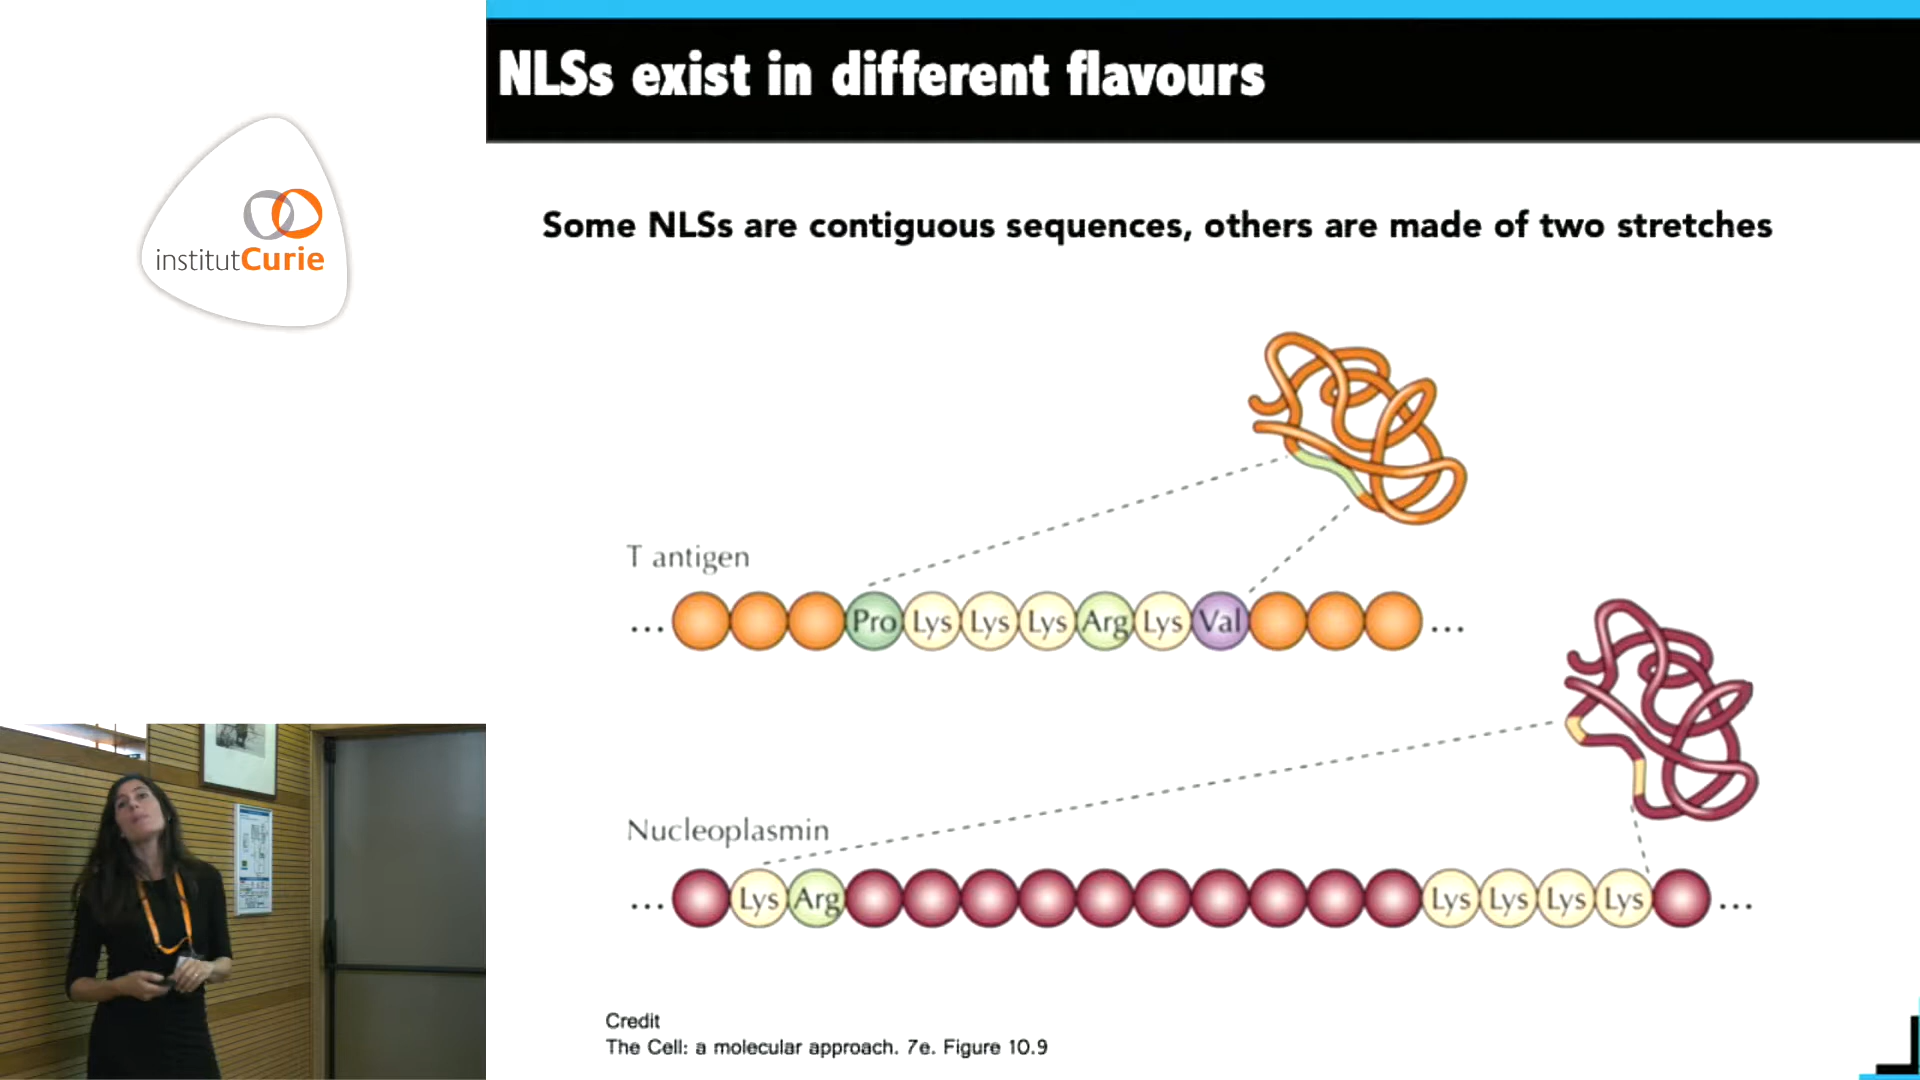 NLSs exist in different flavours
institutCurie
Some NLSs are contiguous sequences, others are made of two stretches
T antigen
... Pro Lys Lys Lys Arg Lys Val ...
Nucleoplasmin
... Lys Arg Lys Lys Lys Lys ...
Credit
The Cell: a molecular approach. 7e. Figure 10.9